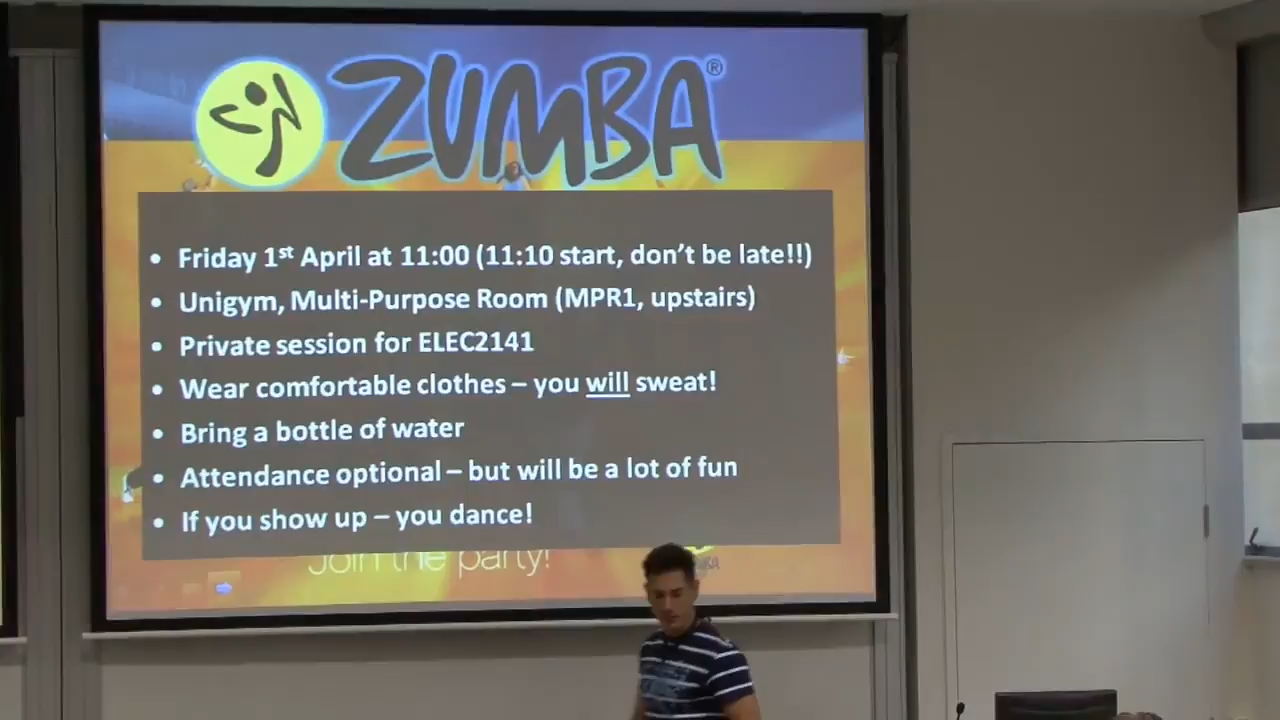 ZUMBA®
• Friday 1st April at 11:00 (11:10 start, don't be late!!)
• Unigym, Multi-Purpose Room (MPR1, upstairs)
• Private session for ELEC2141
• Wear comfortable clothes – you will sweat!
• Bring a bottle of water
• Attendance optional – but will be a lot of fun
• If you show up – you dance!
Join the party!